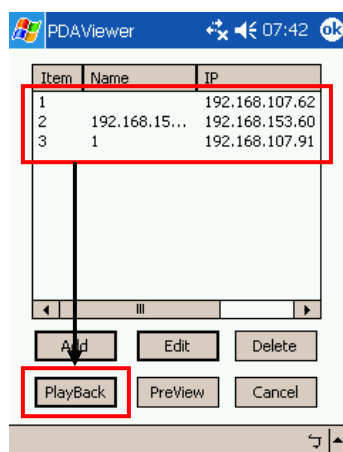 PDAViewer 07:42 ok
Item Name IP
1 192.168.107.62
2 192.168.15... 192.168.153.60
3 1 192.168.107.91
Add Edit Delete
PlayBack PreView Cancel